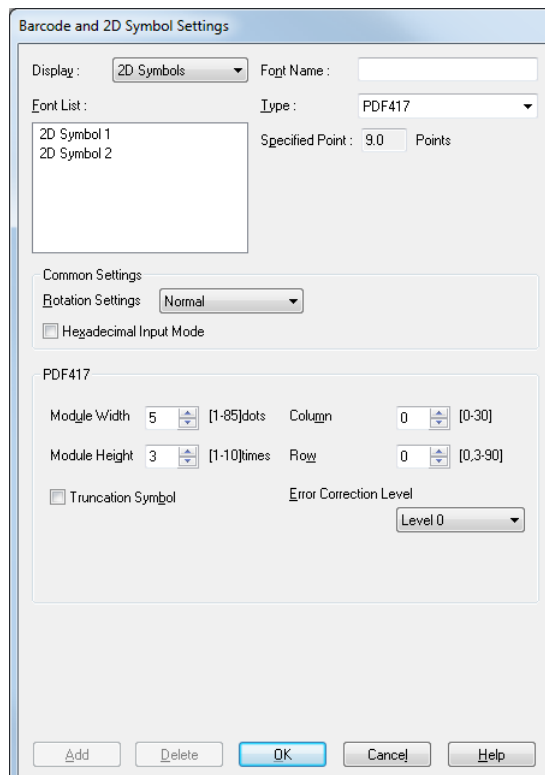 Barcode and 2D Symbol Settings
Display : 2D Symbols Font Name :
Font List : Type : PDF417
2D Symbol 1
2D Symbol 2
Specified Point : 9.0 Points
Common Settings
Rotation Settings Normal
Hexadecimal Input Mode
PDF417
Module Width 5 [1-85]dots Column 0 [0-30]
Module Height 3 [1-10]times Row 0 [0,3-90]
Truncation Symbol Error Correction Level
Level 0
Add Delete OK Cancel Help